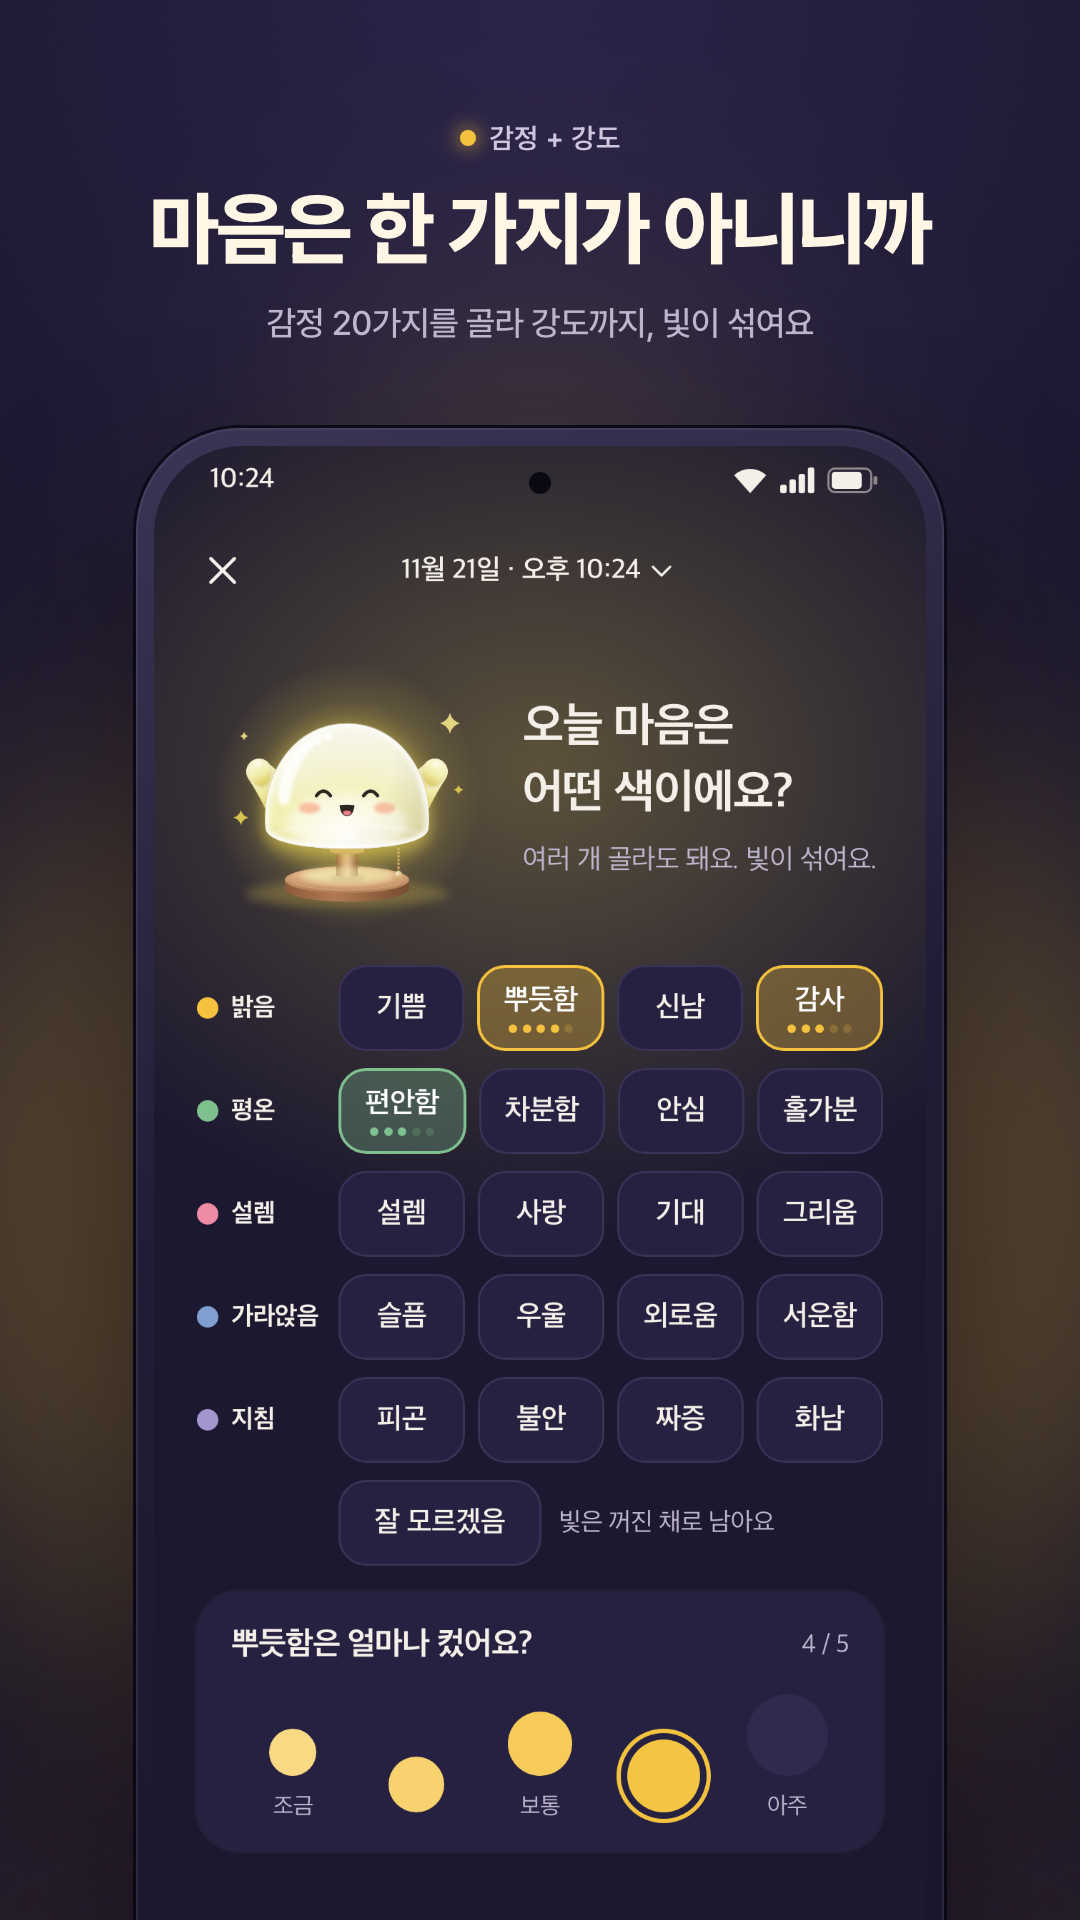 감정 + 강도
마음은 한 가지가 아니니까
감정 20가지를 골라 강도까지, 빛이 섞여요
10:24
11월 21일 · 오후 10:24
오늘 마음은
어떤 색이에요?
여러 개 골라도 돼요. 빛이 섞여요.
밝음 기쁨 뿌듯함 신남 감사
평온 편안함 차분함 안심 홀가분
설렘 설렘 사랑 기대 그리움
가라앉음 슬픔 우울 외로움 서운함
지침 피곤 불안 짜증 화남
잘 모르겠음 빛은 꺼진 채로 남아요
뿌듯함은 얼마나 컸어요? 4 / 5
조금 보통 아주